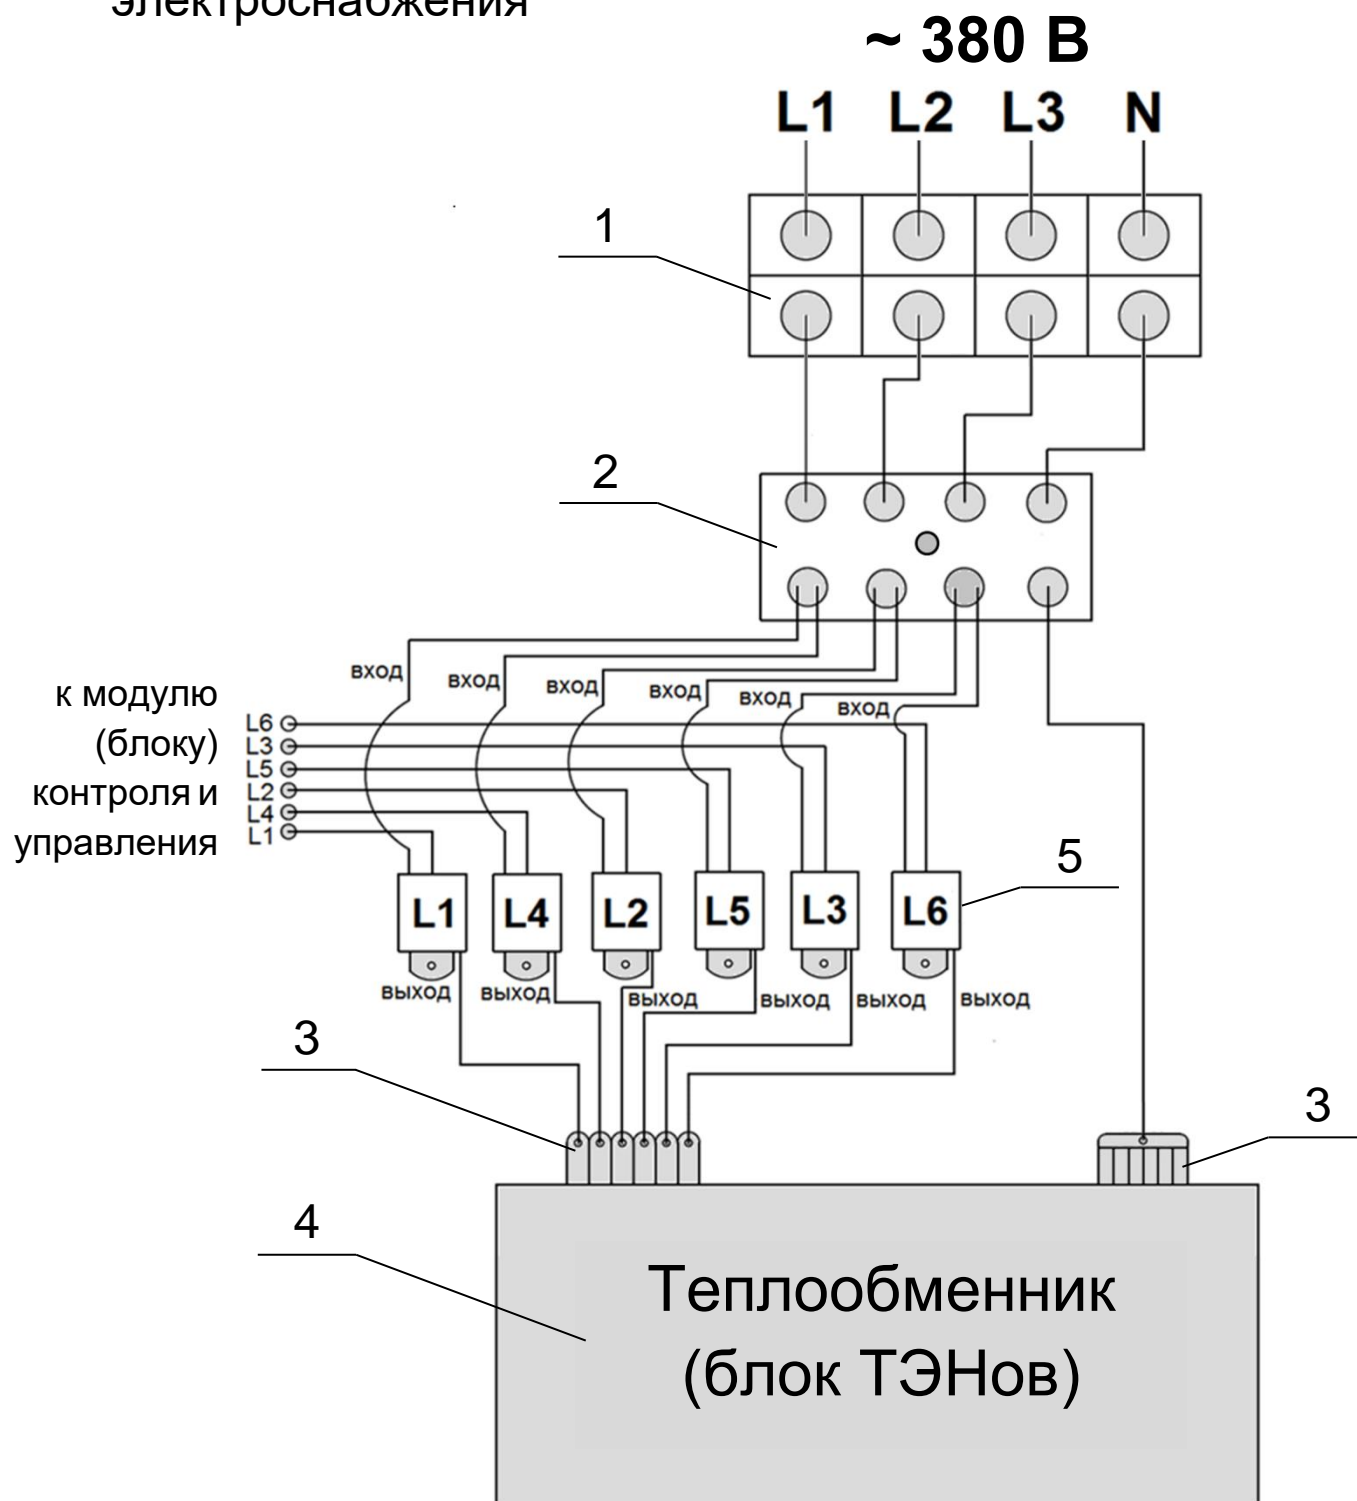 электроснабжения
~ 380 В
L1 L2 L3 N
1
2
вход вход вход вход вход вход
к модулю
(блоку)
контроля и
управления
L6
L3
L5
L2
L4
L1
5
L1 L4 L2 L5 L3 L6
выход выход выход выход выход выход
3
3
4
Теплообменник
(блок ТЭНов)